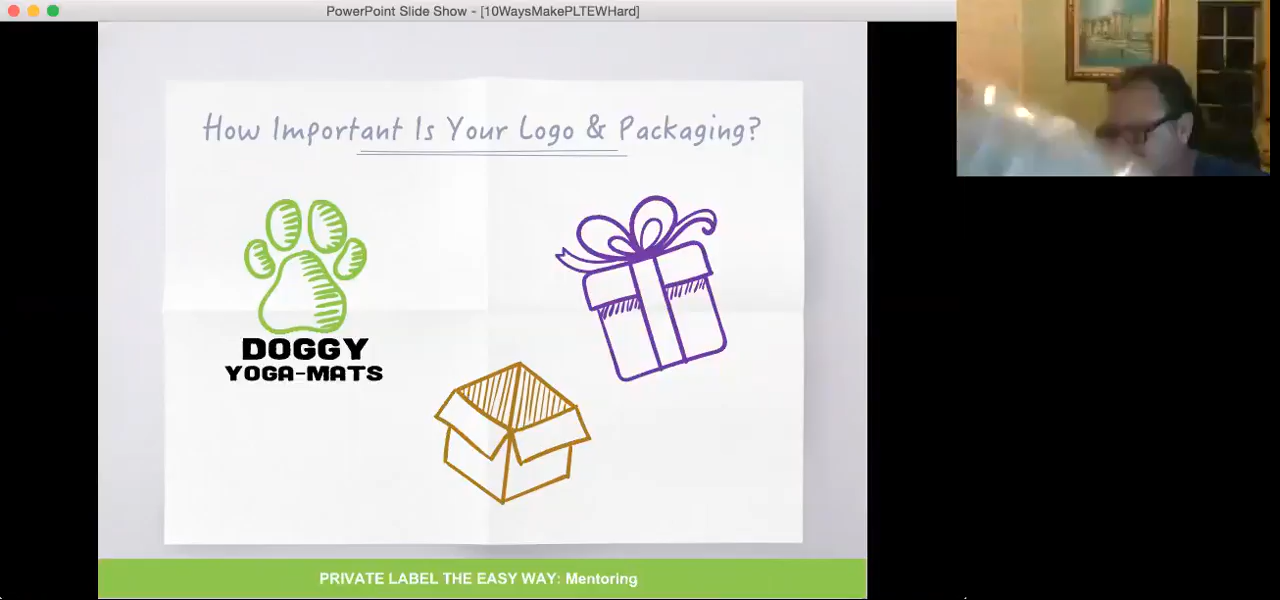 PowerPoint Slide Show - [10WaysMakePLTEWHard]
How Important Is Your Logo & Packaging?
DOGGY
YOGA-MATS
PRIVATE LABEL THE EASY WAY: Mentoring